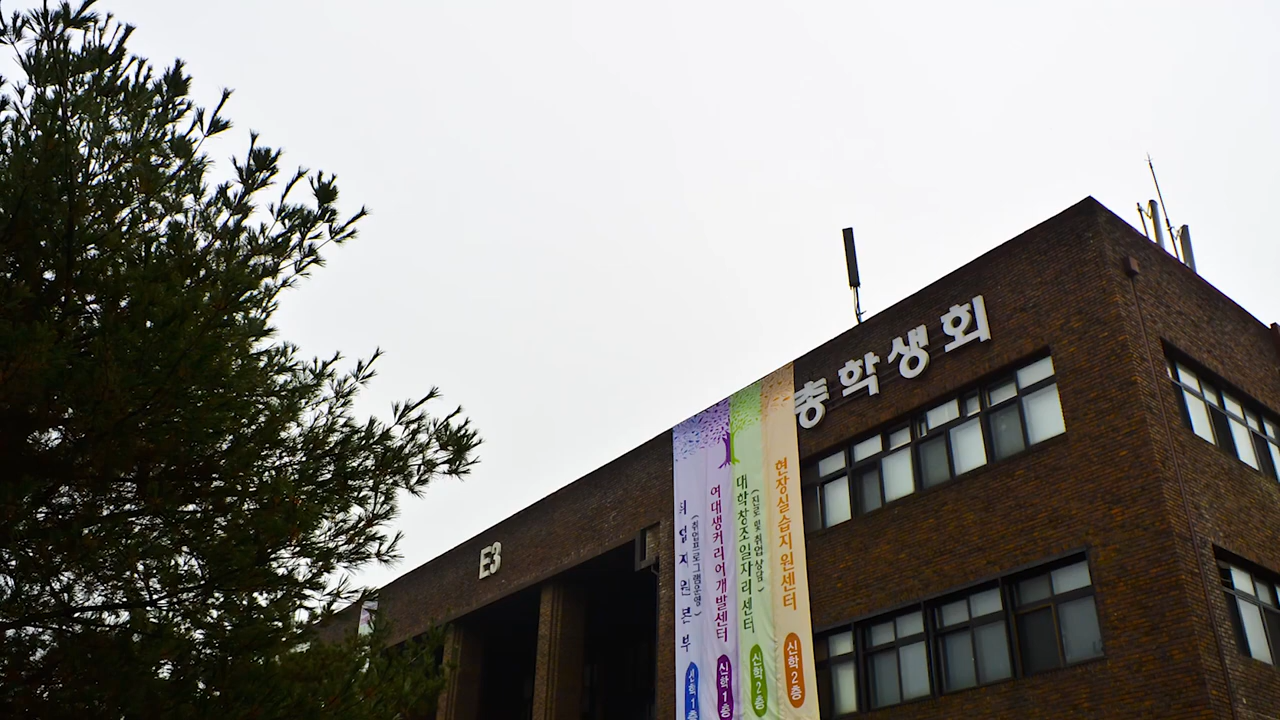 총학생회
E3
취업지원본부
(취업프로그램운영)
신학1층
여대생커리어개발센터
신학1층
대학창조일자리센터
(진로 및 취업상담)
신학2층
현장실습지원센터
신학2층